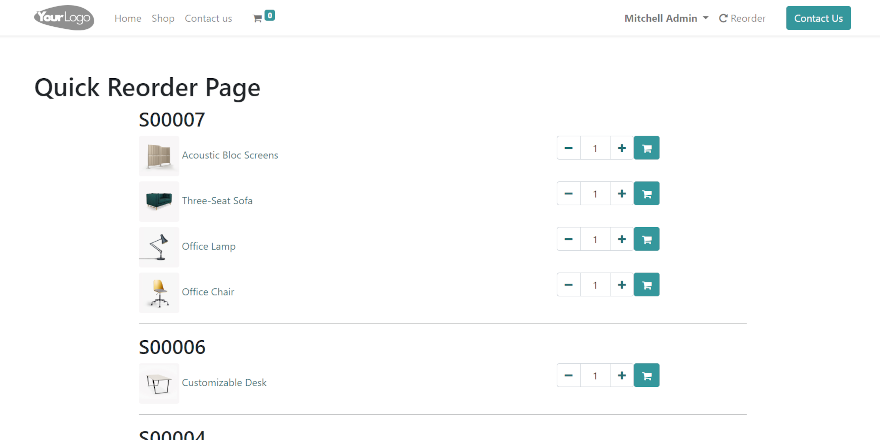 YourLogo Home Shop Contact us 0 Mitchell Admin Reorder Contact Us
Quick Reorder Page
S00007
Acoustic Bloc Screens 1
Three-Seat Sofa 1
Office Lamp 1
Office Chair 1
S00006
Customizable Desk 1
S00004